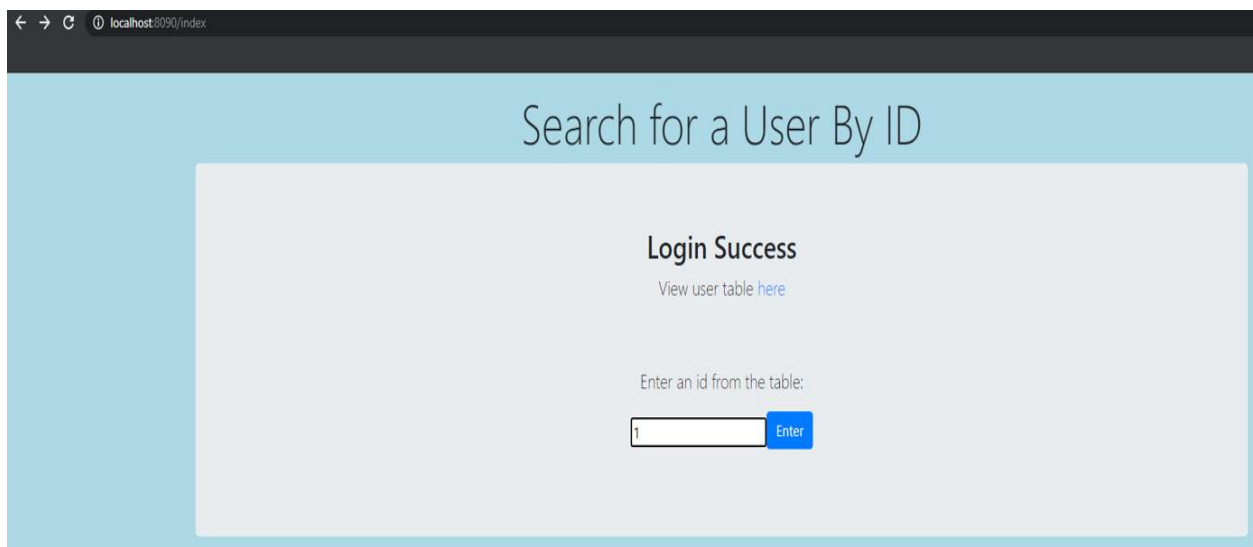 localhost:8090/index
Search for a User By ID
Login Success
View user table here
Enter an id from the table:
1 Enter